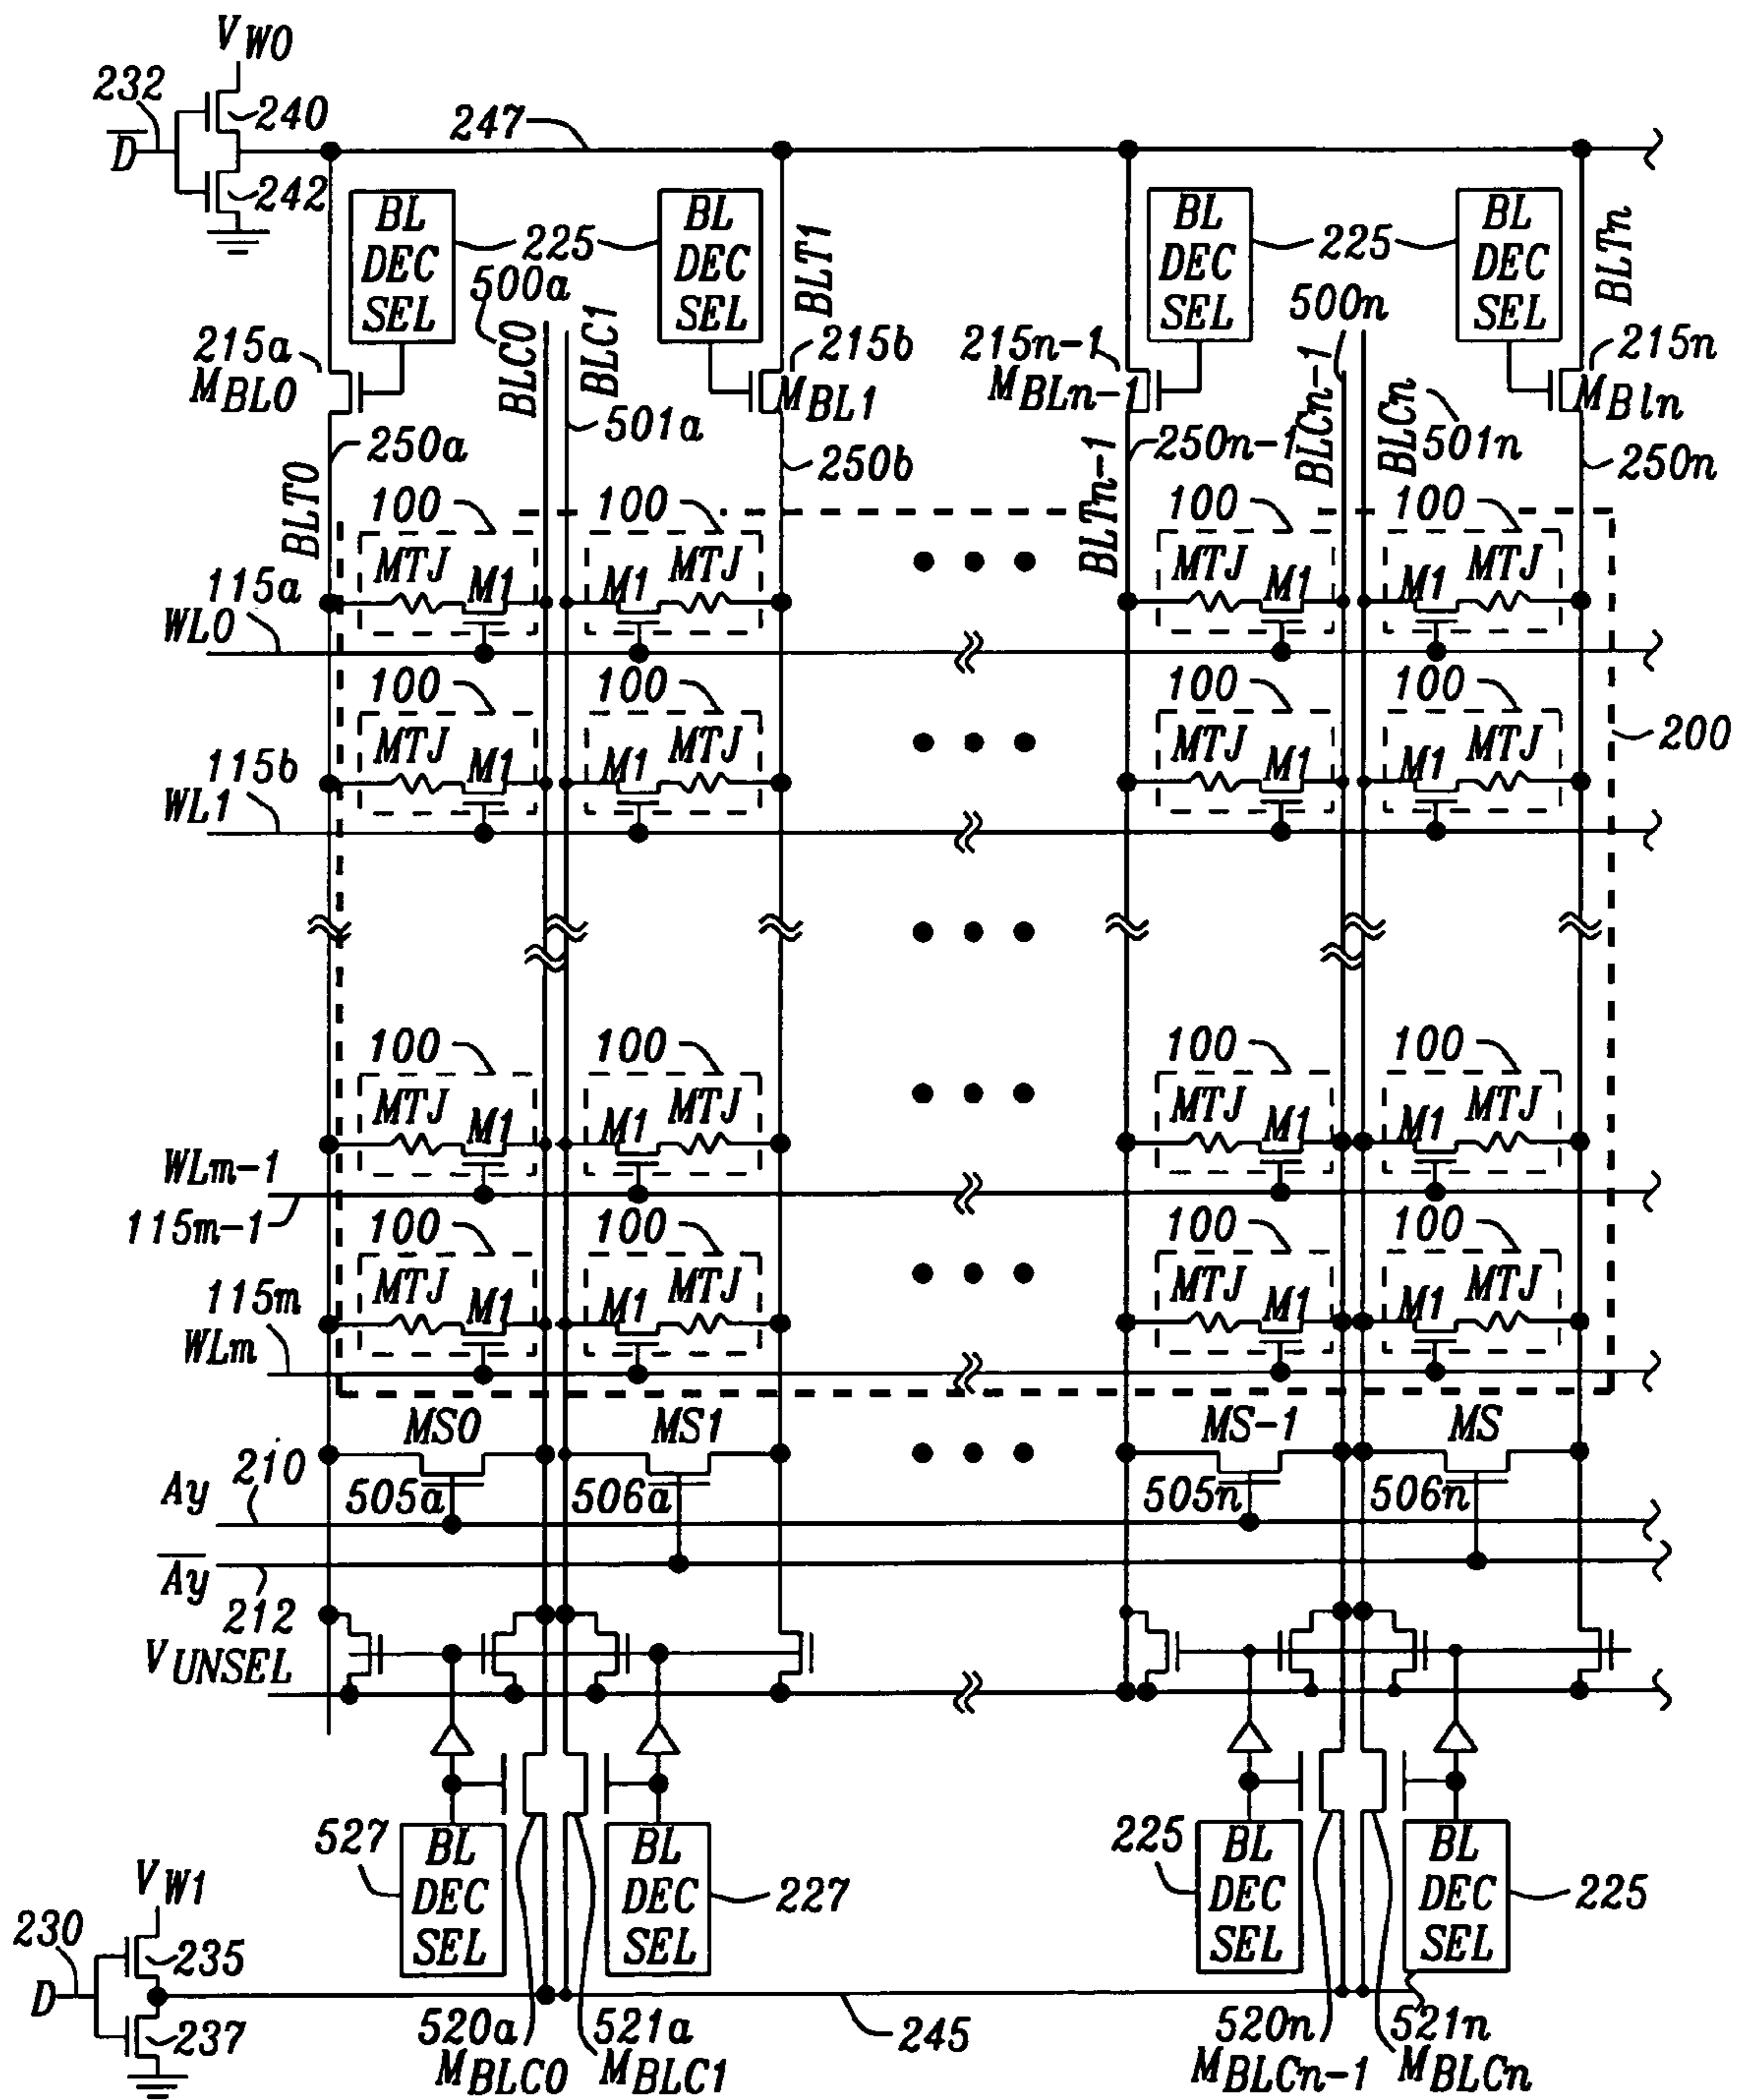 VW0
232
240
D
247
242
BL DEC SEL
225
BL DEC SEL
BLT1
BL DEC SEL
225
BL DEC SEL
BLTn
500a
BLC0
BLC1
500n
215a
MBL0
215b
MBL1
215n-1
MBLn-1
BLCn-1
BLCn
215n
MBln
501a
501n
250a
250b
250n-1
250n
BLT0
BLTn-1
100 100 100 100
MTJ M1 M1 MTJ MTJ M1 M1 MTJ
115a
WL0
100 100 100 100
200
MTJ M1 M1 MTJ MTJ M1 M1 MTJ
115b
WL1
100 100 100 100
MTJ M1 M1 MTJ MTJ M1 M1 MTJ
WLm-1
115m-1
100 100 100 100
MTJ M1 M1 MTJ MTJ M1 M1 MTJ
115m
WLm
MS0 MS1 MS-1 MS
210
Ay
505a 506a 505n 506n
Ay
212
VUNSEL
527
BL DEC SEL
BL DEC SEL
227
225
BL DEC SEL
BL DEC SEL
225
VW1
230
235
D
237
520a
MBLC0
521a
MBLC1
245
520n
MBLCn-1
521n
MBLCn